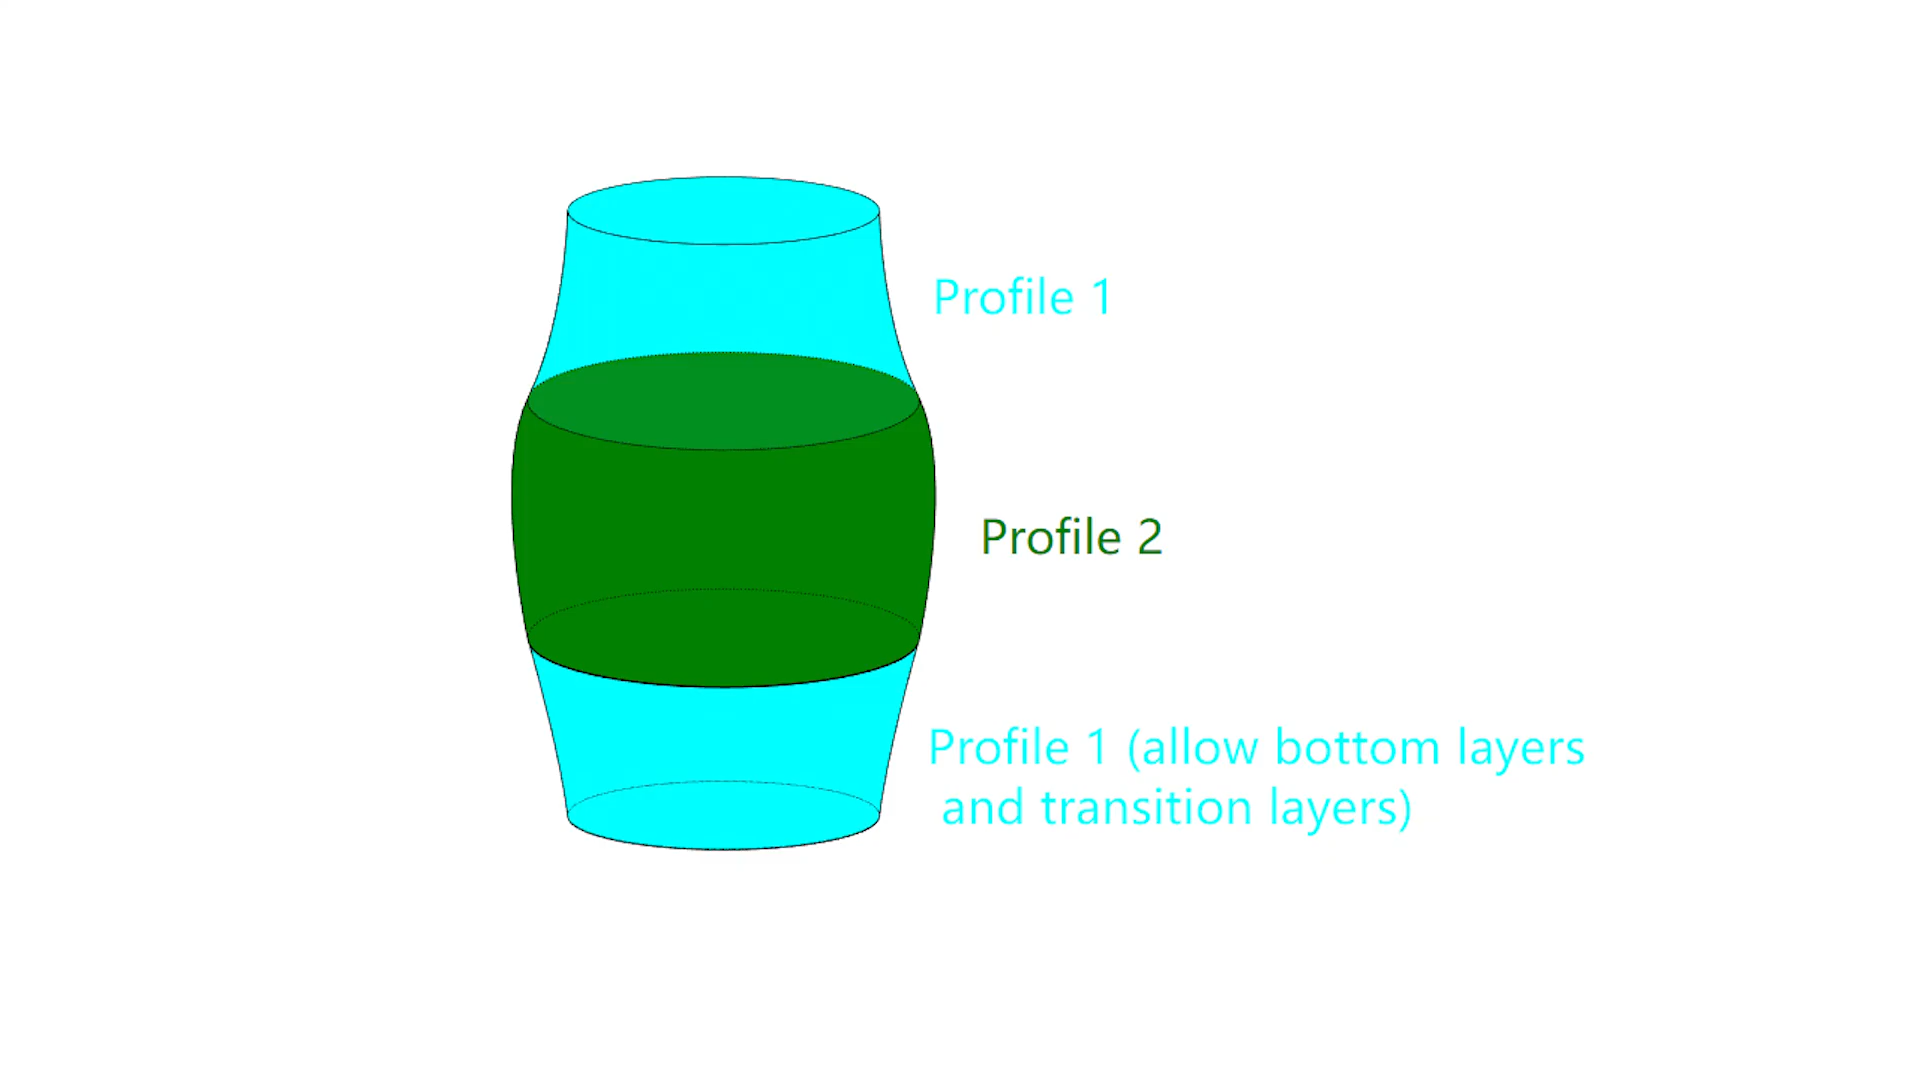 Profile 1
Profile 2
Profile 1 (allow bottom layers
and transition layers)